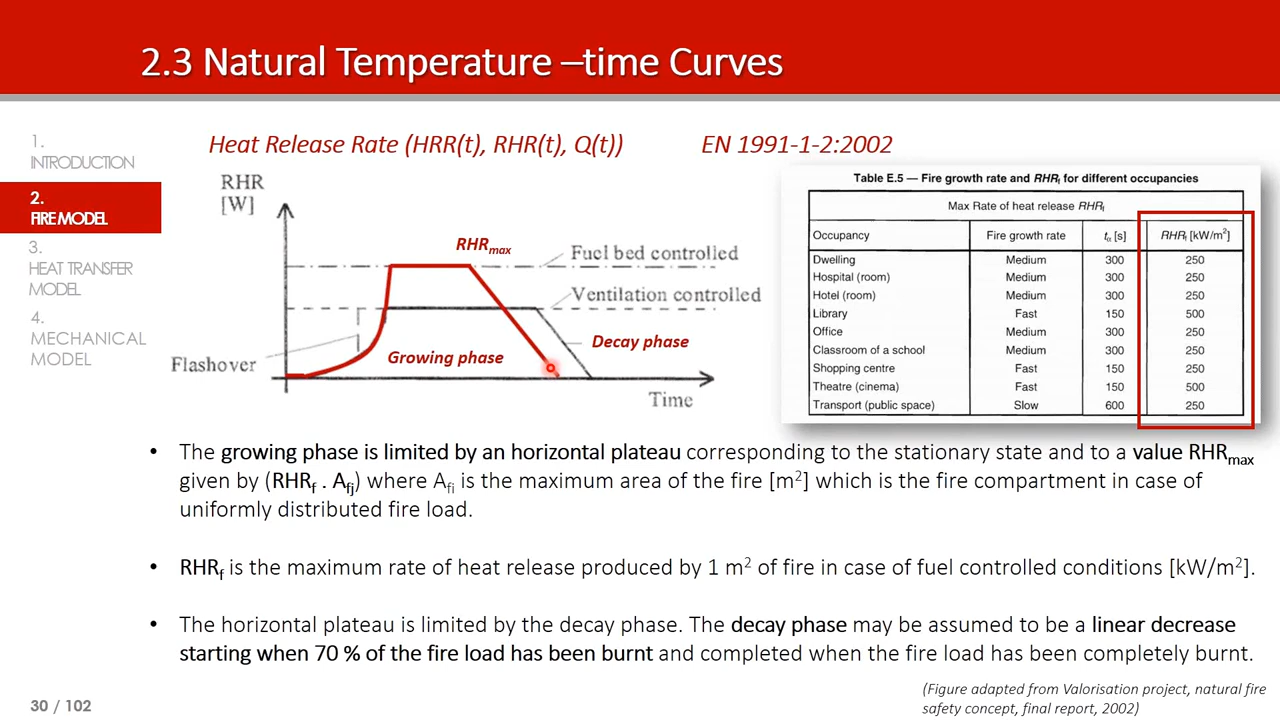 2.3 Natural Temperature –time Curves
1.
INTRODUCTION
2.
FIRE MODEL
3.
HEAT TRANSFER
MODEL
4.
MECHANICAL
MODEL
Heat Release Rate (HRR(t), RHR(t), Q(t))
EN 1991-1-2:2002
RHR
[W]
RHRmax
Fuel bed controlled
Ventilation controlled
Decay phase
Growing phase
Flashover
Time
Table E.5 — Fire growth rate and RHRf for different occupancies
Max Rate of heat release RHRf
Occupancy Fire growth rate tα [s] RHRf [kW/m²]
Dwelling Medium 300 250
Hospital (room) Medium 300 250
Hotel (room) Medium 300 250
Library Fast 150 500
Office Medium 300 250
Classroom of a school Medium 300 250
Shopping centre Fast 150 250
Theatre (cinema) Fast 150 500
Transport (public space) Slow 600 250
• The growing phase is limited by an horizontal plateau corresponding to the stationary state and to a value RHRmax
given by (RHRf . Afj) where Afi is the maximum area of the fire [m²] which is the fire compartment in case of
uniformly distributed fire load.
• RHRf is the maximum rate of heat release produced by 1 m² of fire in case of fuel controlled conditions [kW/m²].
• The horizontal plateau is limited by the decay phase. The decay phase may be assumed to be a linear decrease
starting when 70 % of the fire load has been burnt and completed when the fire load has been completely burnt.
30 / 102
(Figure adapted from Valorisation project, natural fire
safety concept, final report, 2002)